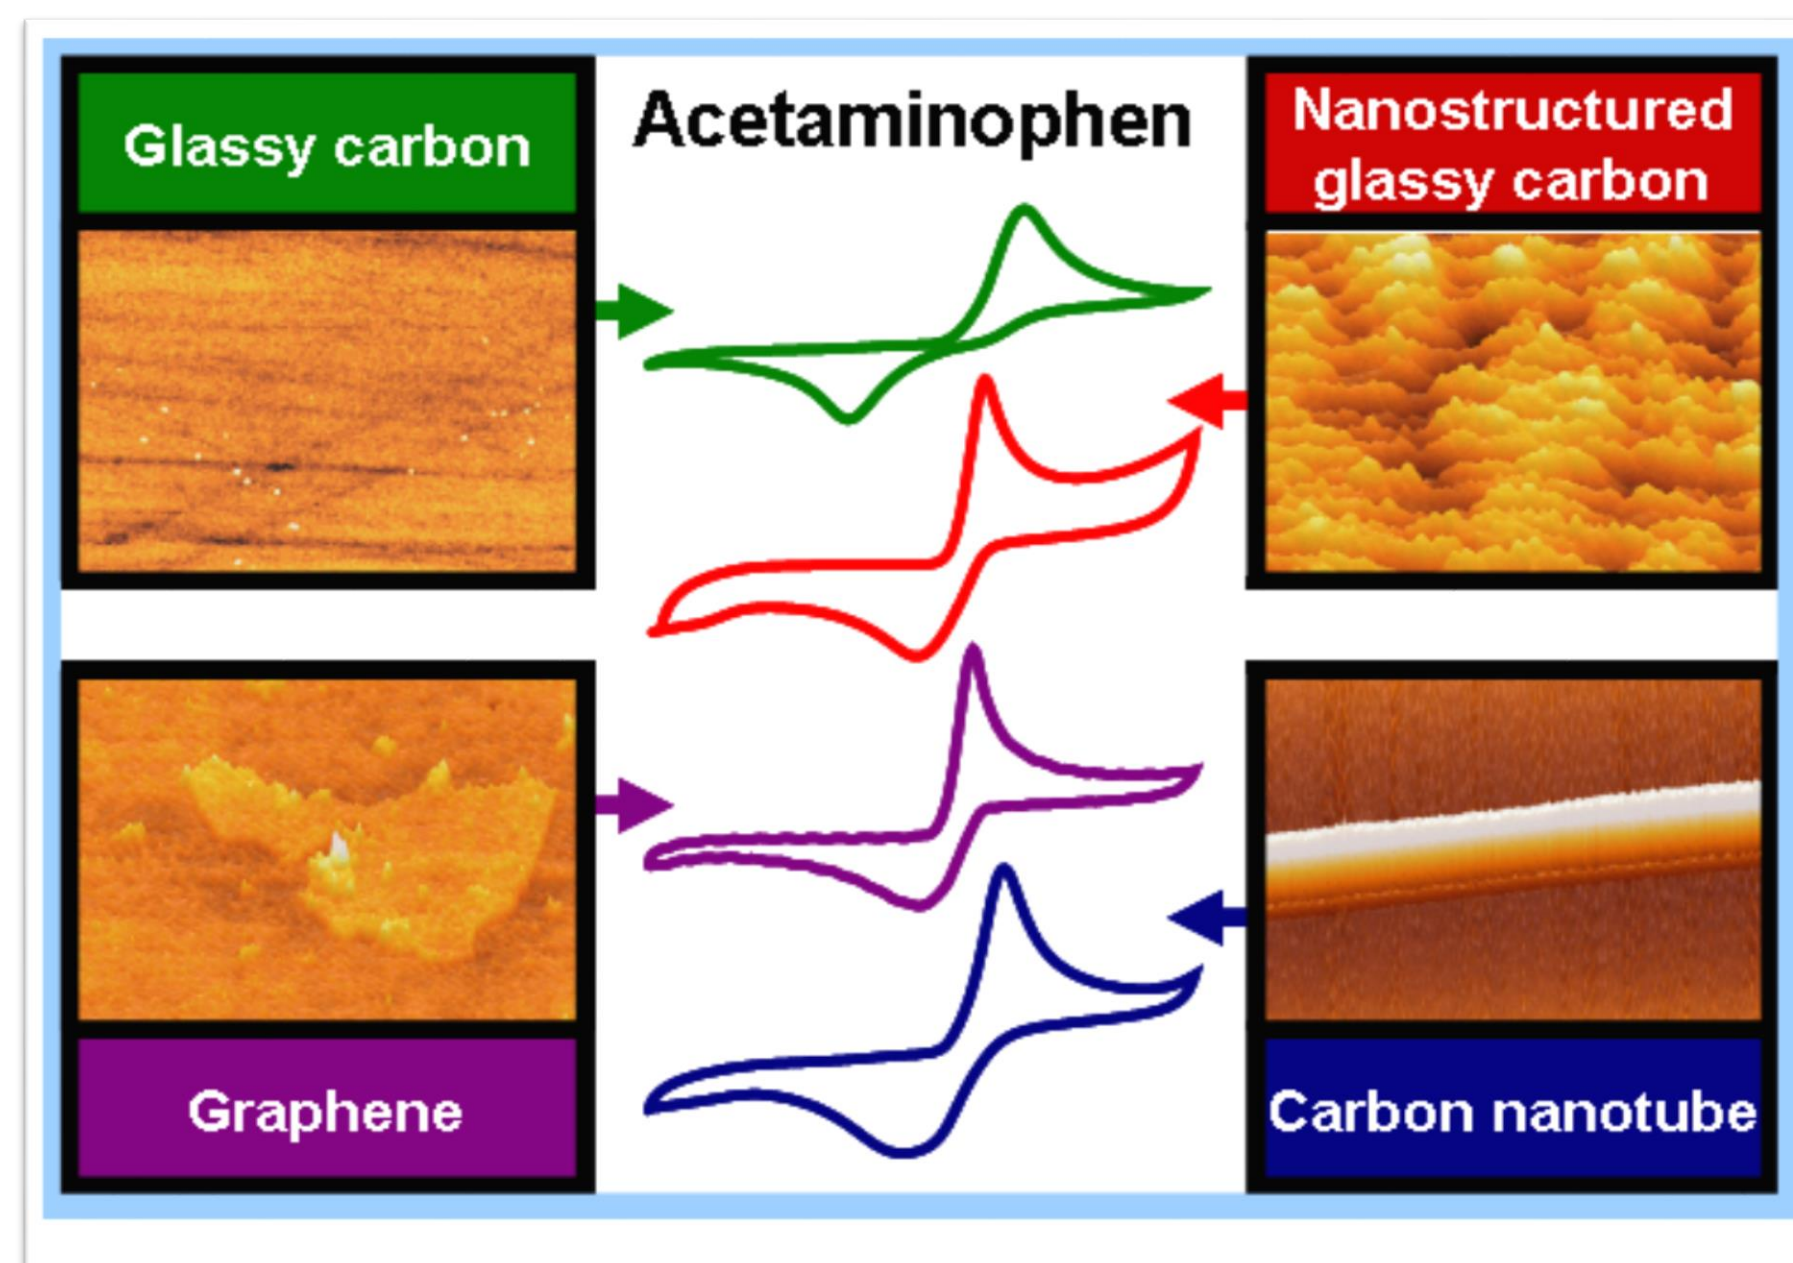 Glassy carbon
Acetaminophen
Nanostructured
glassy carbon
Graphene
Carbon nanotube